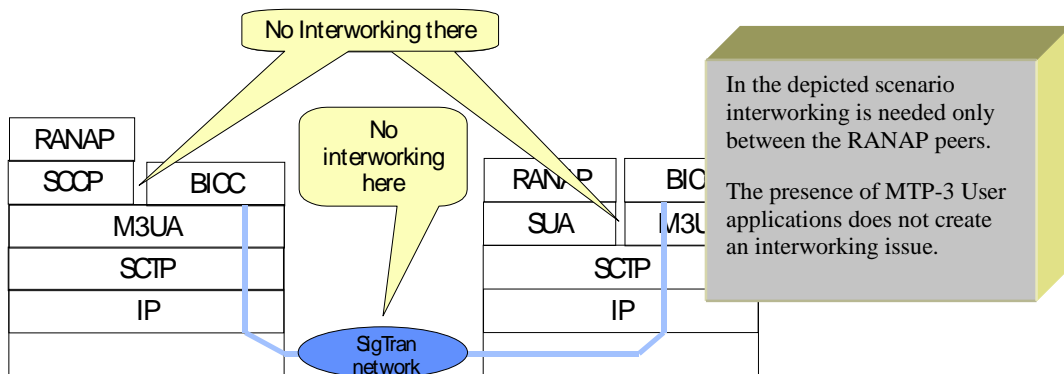 No Interworking there
No
interworking
here
RANAP
SCCP
BICC
M3UA
SCTP
IP
SigTran
network
RANAP
SUA
SCTP
IP
In the depicted scenario
interworking is needed only
between the RANAP peers.
The presence of MTP-3 User
applications does not create
an interworking issue.